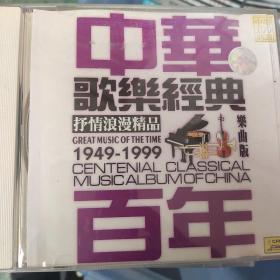 中華
歌樂經典
抒情浪漫精品
樂曲版
GREAT MUSIC OF THE TIME
1949-1999
CENTENIAL CLASSICAL
MUSIC ALBUM OF CHINA
百年